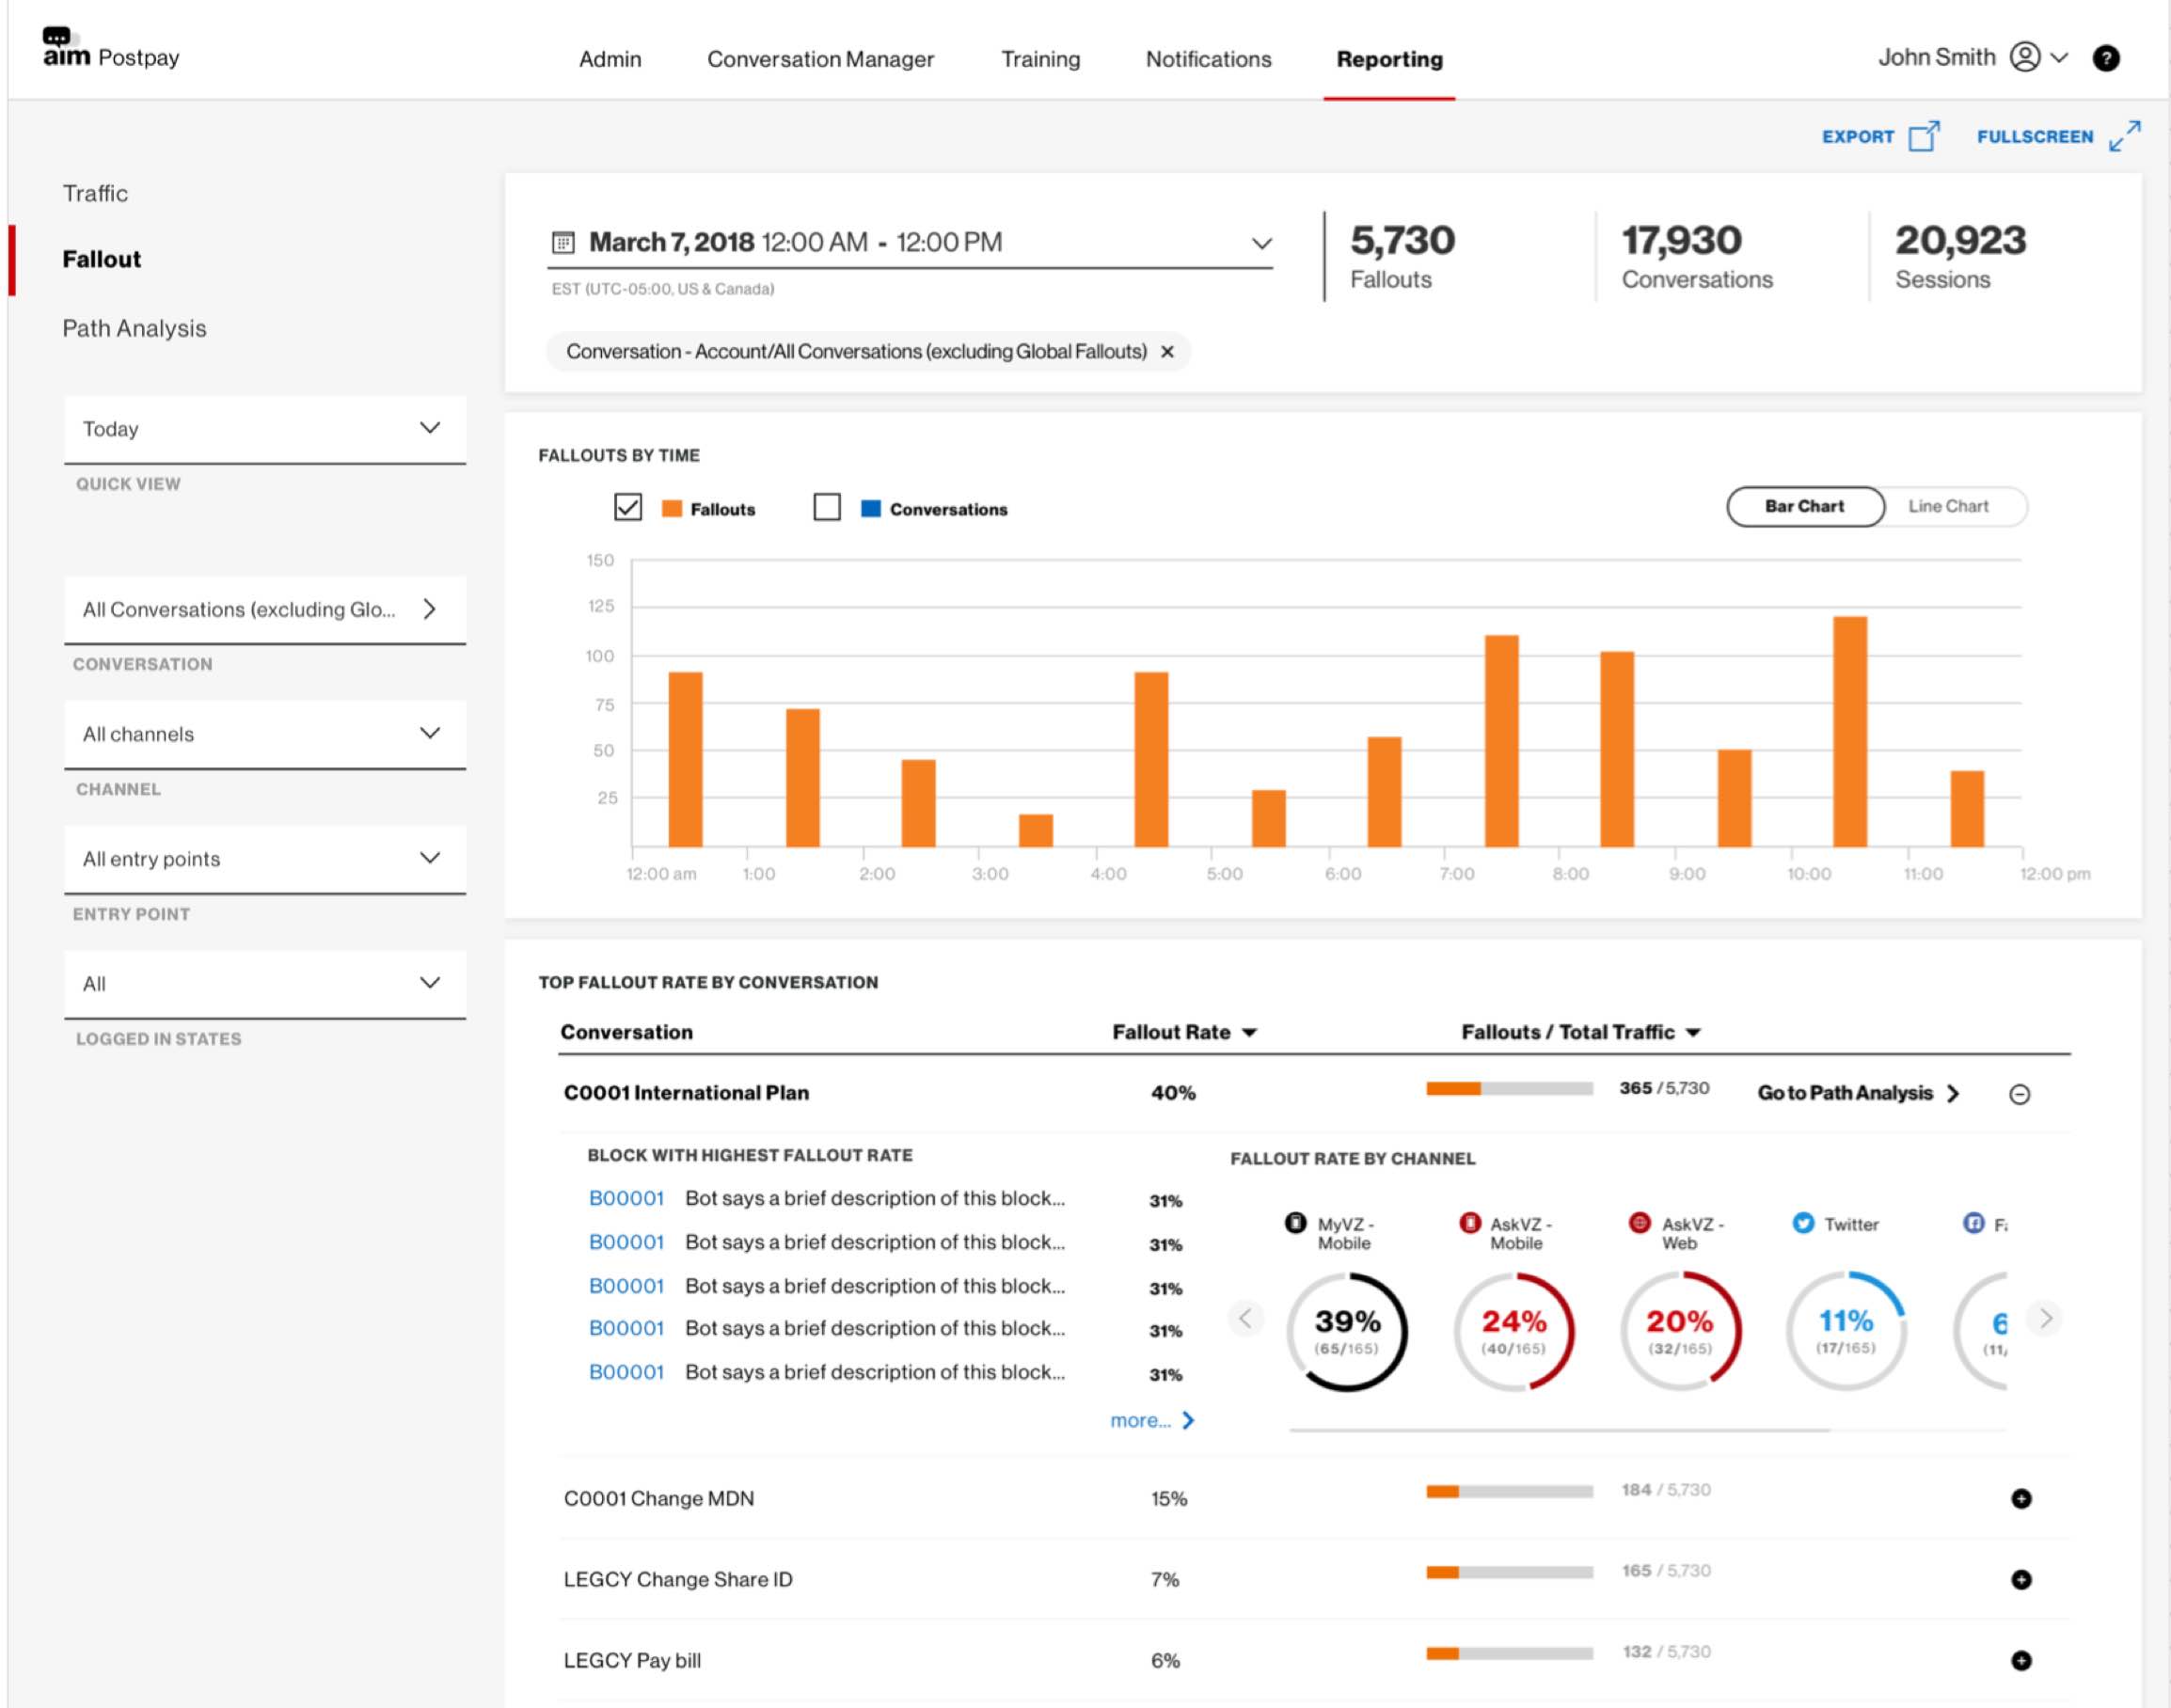 aim Postpay
Admin
Conversation Manager
Training
Notifications
Reporting
John Smith
?
EXPORT
FULLSCREEN
Traffic
Fallout
Path Analysis
Today
QUICK VIEW
All Conversations (excluding Glo...
CONVERSATION
All channels
CHANNEL
All entry points
ENTRY POINT
All
LOGGED IN STATES
March 7, 2018 12:00 AM - 12:00 PM
EST (UTC-05:00, US & Canada)
Conversation - Account/All Conversations (excluding Global Fallouts) ×
5,730
Fallouts
17,930
Conversations
20,923
Sessions
FALLOUTS BY TIME
Fallouts
Conversations
Bar Chart
Line Chart
150
125
100
75
50
25
12:00 am 1:00 2:00 3:00 4:00 5:00 6:00 7:00 8:00 9:00 10:00 11:00 12:00 pm
TOP FALLOUT RATE BY CONVERSATION
Conversation Fallout Rate Fallouts / Total Traffic
C0001 International Plan 40% 365 / 5,730 Go to Path Analysis
BLOCK WITH HIGHEST FALLOUT RATE
B00001 Bot says a brief description of this block... 31%
B00001 Bot says a brief description of this block... 31%
B00001 Bot says a brief description of this block... 31%
B00001 Bot says a brief description of this block... 31%
B00001 Bot says a brief description of this block... 31%
more...
FALLOUT RATE BY CHANNEL
MyVZ -
Mobile
39%
(65/165)
AskVZ -
Mobile
24%
(40/165)
AskVZ -
Web
20%
(32/165)
Twitter
11%
(17/165)
6
(11/
C0001 Change MDN 15% 184 / 5,730
LEGCY Change Share ID 7% 165 / 5,730
LEGCY Pay bill 6% 132 / 5,730